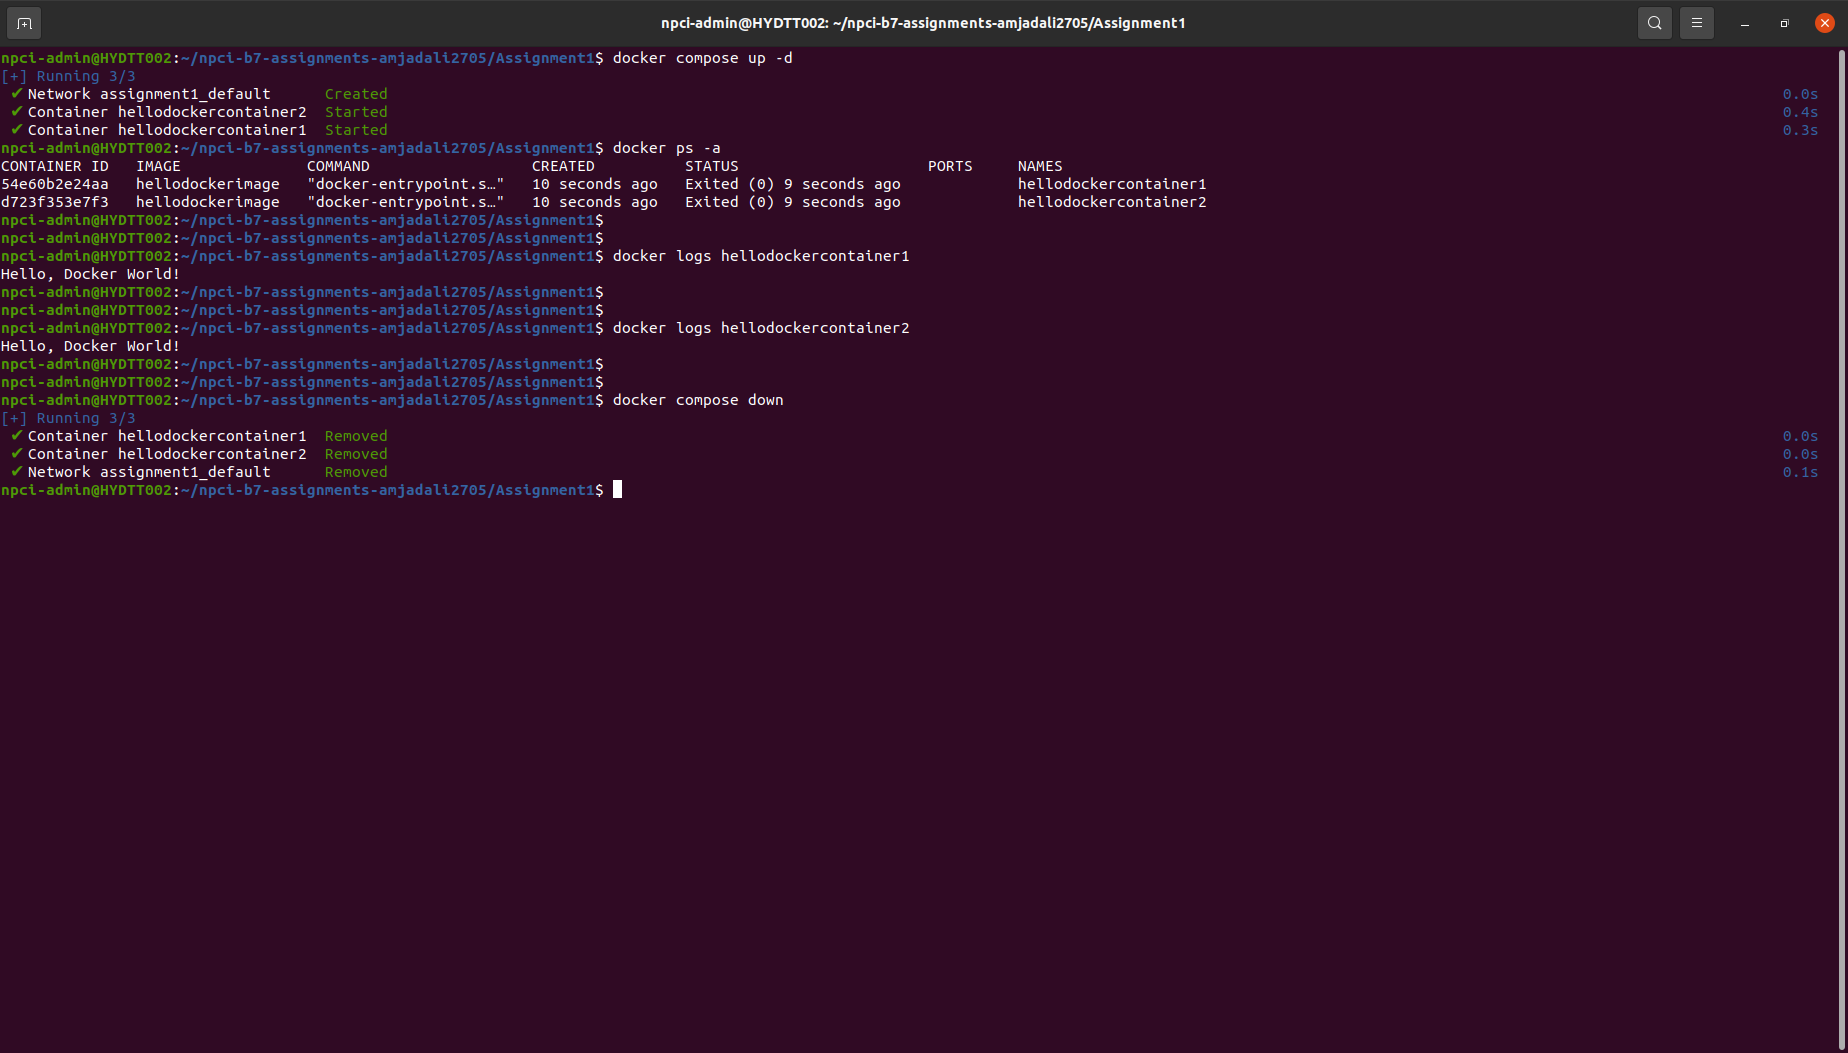 npci-admin@HYDTT002: ~/npci-b7-assignments-amjadali2705/Assignment1
npci-admin@HYDTT002:~/npci-b7-assignments-amjadali2705/Assignment1$ docker compose up -d
[+] Running 3/3
✔ Network assignment1_default Created 0.0s
✔ Container hellodockercontainer2 Started 0.4s
✔ Container hellodockercontainer1 Started 0.3s
npci-admin@HYDTT002:~/npci-b7-assignments-amjadali2705/Assignment1$ docker ps -a
CONTAINER ID IMAGE COMMAND CREATED STATUS PORTS NAMES
54e60b2e24aa hellodockerimage "docker-entrypoint.s…" 10 seconds ago Exited (0) 9 seconds ago hellodockercontainer1
d723f353e7f3 hellodockerimage "docker-entrypoint.s…" 10 seconds ago Exited (0) 9 seconds ago hellodockercontainer2
npci-admin@HYDTT002:~/npci-b7-assignments-amjadali2705/Assignment1$
npci-admin@HYDTT002:~/npci-b7-assignments-amjadali2705/Assignment1$
npci-admin@HYDTT002:~/npci-b7-assignments-amjadali2705/Assignment1$ docker logs hellodockercontainer1
Hello, Docker World!
npci-admin@HYDTT002:~/npci-b7-assignments-amjadali2705/Assignment1$
npci-admin@HYDTT002:~/npci-b7-assignments-amjadali2705/Assignment1$
npci-admin@HYDTT002:~/npci-b7-assignments-amjadali2705/Assignment1$ docker logs hellodockercontainer2
Hello, Docker World!
npci-admin@HYDTT002:~/npci-b7-assignments-amjadali2705/Assignment1$
npci-admin@HYDTT002:~/npci-b7-assignments-amjadali2705/Assignment1$
npci-admin@HYDTT002:~/npci-b7-assignments-amjadali2705/Assignment1$ docker compose down
[+] Running 3/3
✔ Container hellodockercontainer1 Removed 0.0s
✔ Container hellodockercontainer2 Removed 0.0s
✔ Network assignment1_default Removed 0.1s
npci-admin@HYDTT002:~/npci-b7-assignments-amjadali2705/Assignment1$